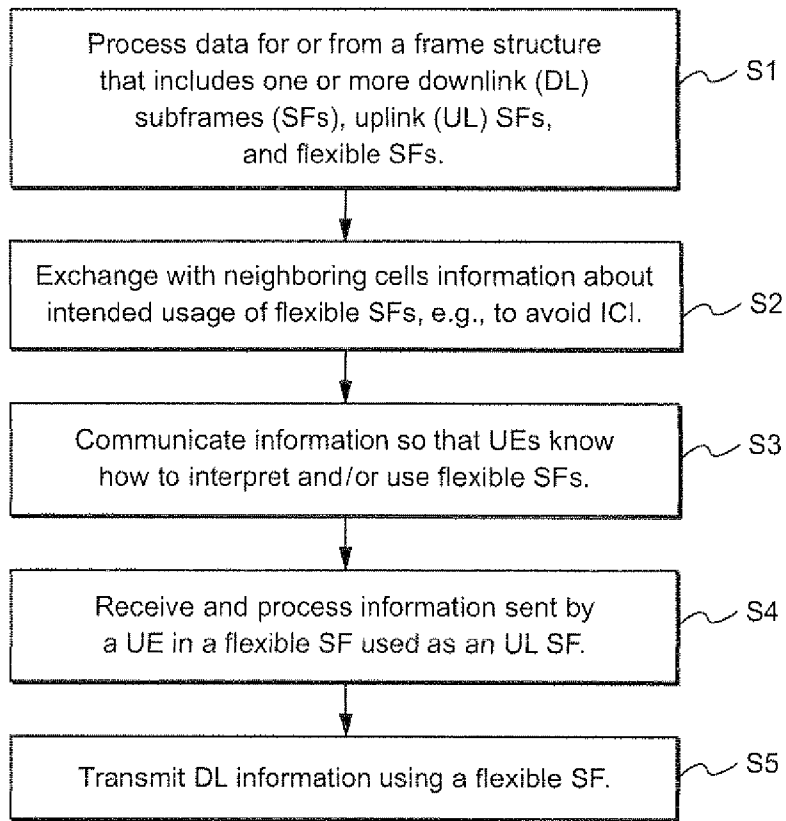 Process data for or from a frame structure
that includes one or more downlink (DL)
subframes (SFs), uplink (UL) SFs,
and flexible SFs.
S1
Exchange with neighboring cells information about
intended usage of flexible SFs, e.g., to avoid ICI.
S2
Communicate information so that UEs know
how to interpret and/or use flexible SFs.
S3
Receive and process information sent by
a UE in a flexible SF used as an UL SF.
S4
Transmit DL information using a flexible SF.
S5